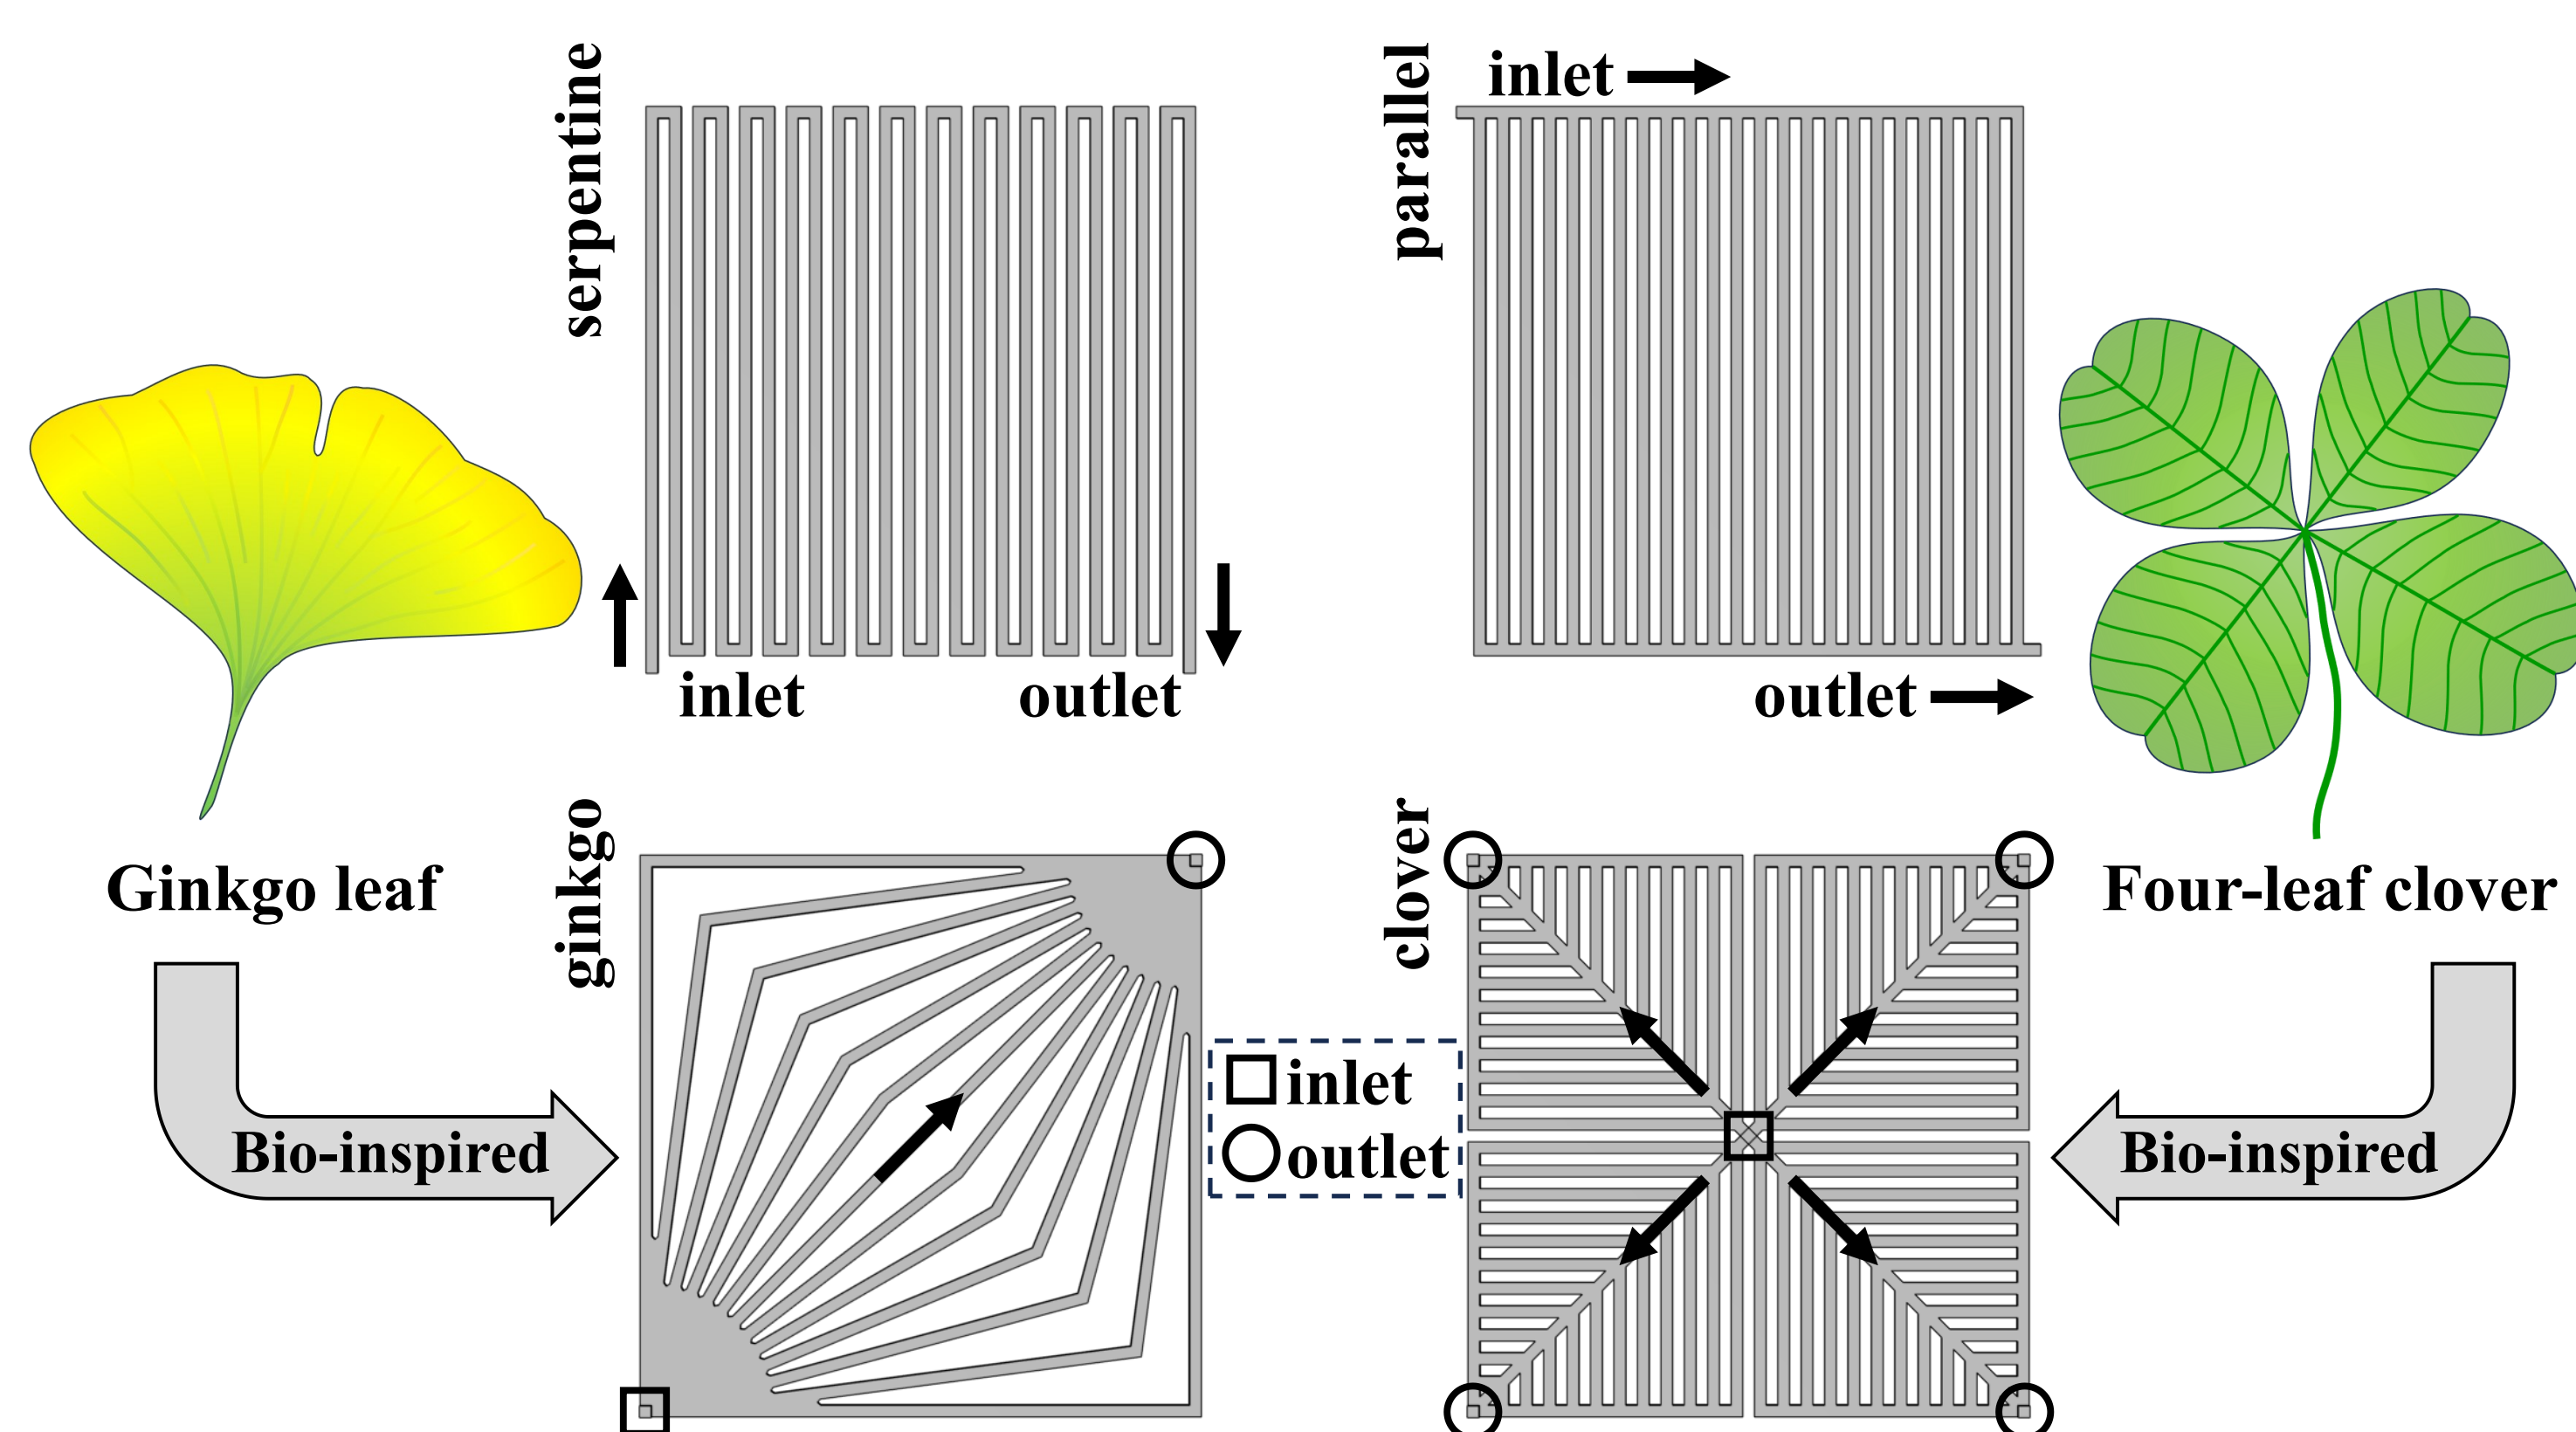 serpentine
inlet
outlet
parallel
inlet
outlet
Ginkgo leaf
Bio-inspired
ginkgo
inlet
outlet
clover
Four-leaf clover
Bio-inspired